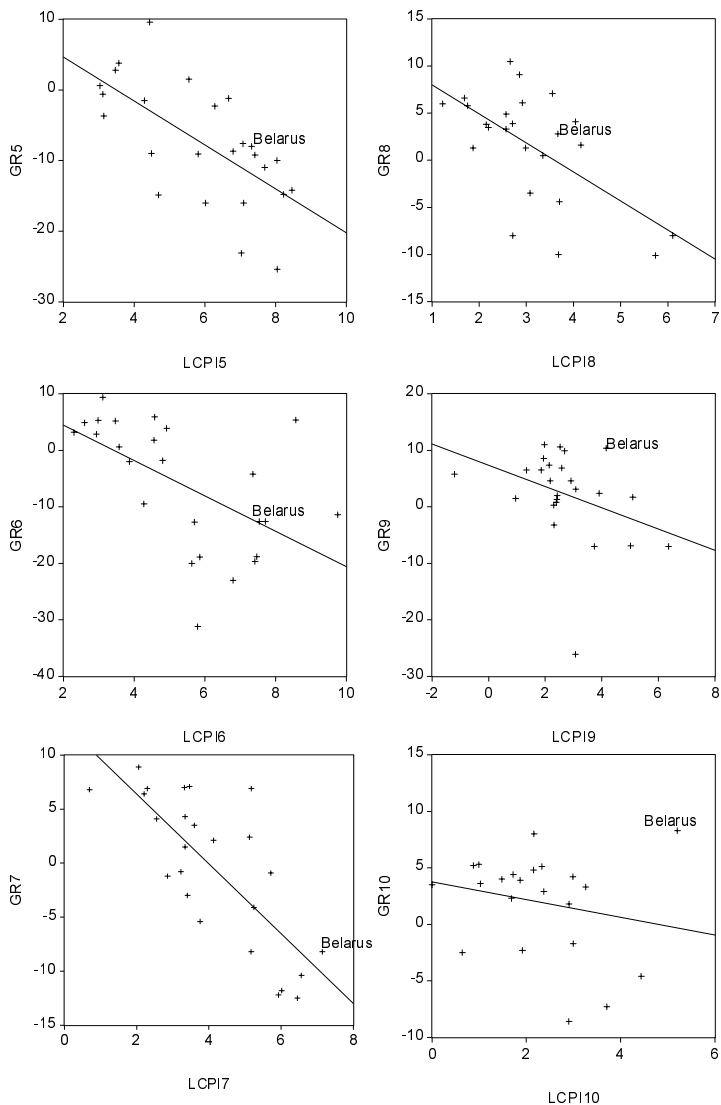 10
0
-10
-20
-30
GR5
Belarus
2 4 6 8 10
LCPI5
15
10
5
0
-5
-10
-15
GR8
Belarus
1 2 3 4 5 6 7
LCPI8
10
0
-10
-20
-30
-40
GR6
Belarus
2 4 6 8 10
LCPI6
20
10
0
-10
-20
-30
GR9
Belarus
-2 0 2 4 6 8
LCPI9
10
5
0
-5
-10
-15
GR7
Belarus
0 2 4 6 8
LCPI7
15
10
5
0
-5
-10
GR10
Belarus
0 2 4 6
LCPI10